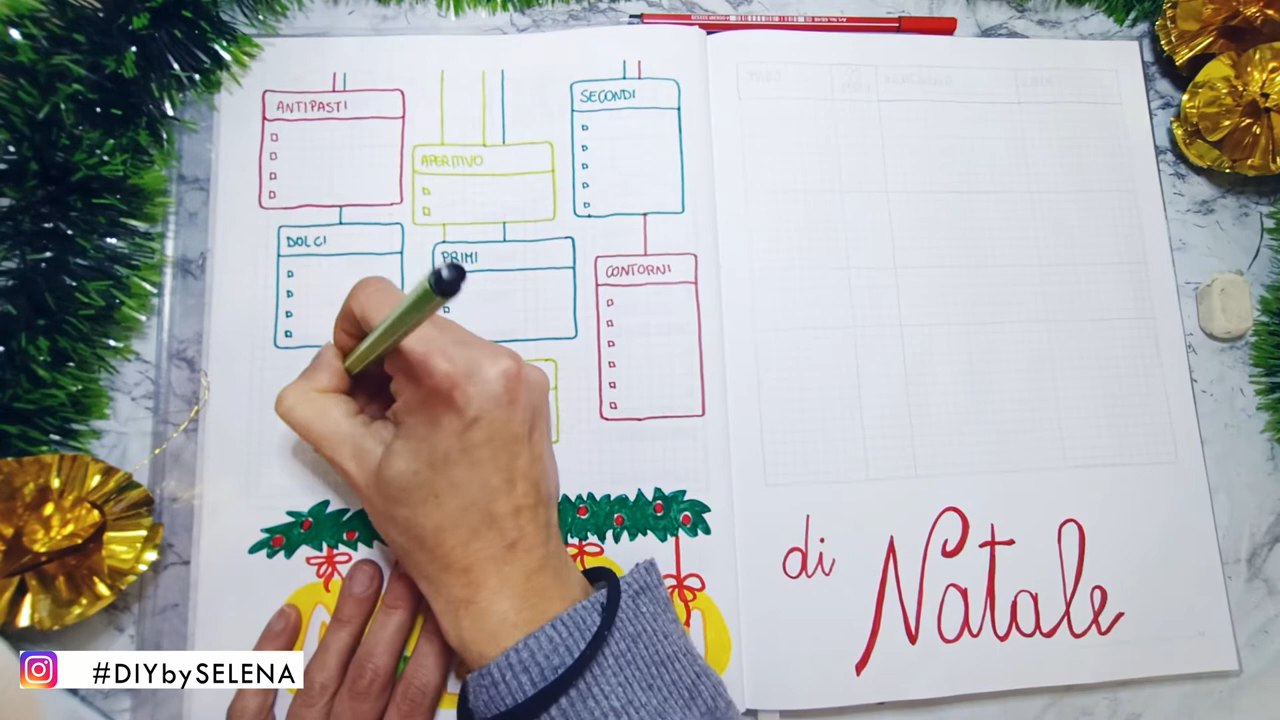 ANTIPASTI
SECONDI
APERITIVO
DOLCI
PRIMI
CONTORNI
di Natale
#DIYbySELENA